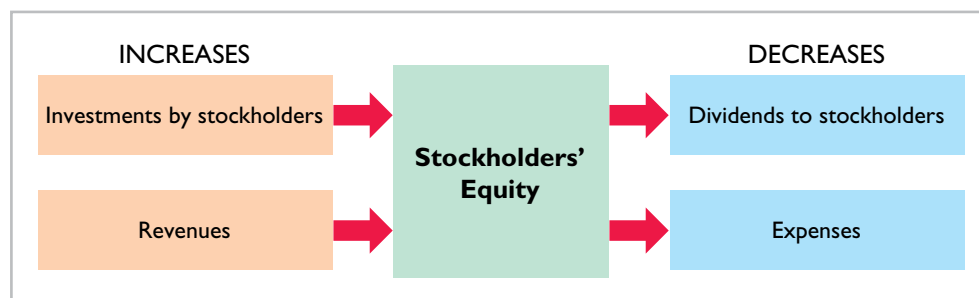 INCREASES
DECREASES
Investments by stockholders
Dividends to stockholders
Stockholders’
Equity
Revenues
Expenses